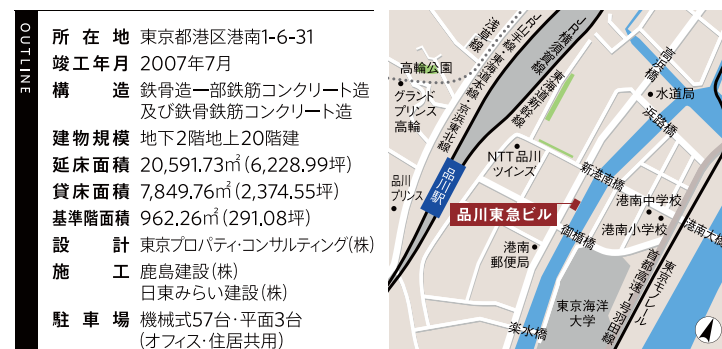 OUTLINE
所在地 東京都港区港南1-6-31
竣工年月 2007年7月
構造 鉄骨造一部鉄筋コンクリート造
及び鉄骨鉄筋コンクリート造
建物規模 地下2階地上20階建
延床面積 20,591.73㎡(6,228.99坪)
貸床面積 7,849.76㎡(2,374.55坪)
基準階面積 962.26㎡(291.08坪)
設計 東京プロパティ・コンサルティング(株)
施工 鹿島建設(株)
日東みらい建設(株)
駐車場 機械式57台・平面3台
(オフィス・住居共用)
高輪公園
グランド
プリンス
高輪
浅草線
JR山手線・東海道本線・京浜東北線
JR横須賀線
東海道新幹線
高浜橋
水道局
浜路橋
NTT品川
ツインズ
新港南橋
品川
プリンス
品川駅
品川東急ビル
港南中学校
港南小学校
港南大橋
御楯橋
港南
郵便局
東京海洋
大学
楽水橋
東京モノレール
首都高速1号羽田線